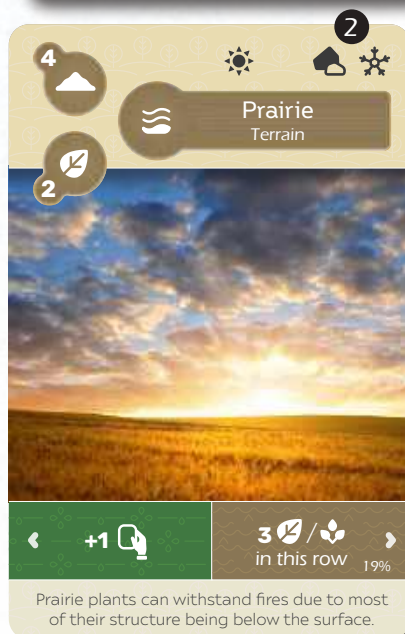 2
4
Prairie
Terrain
2
+1
3 /
in this row
19%
Prairie plants can withstand fires due to most
of their structure being below the surface.